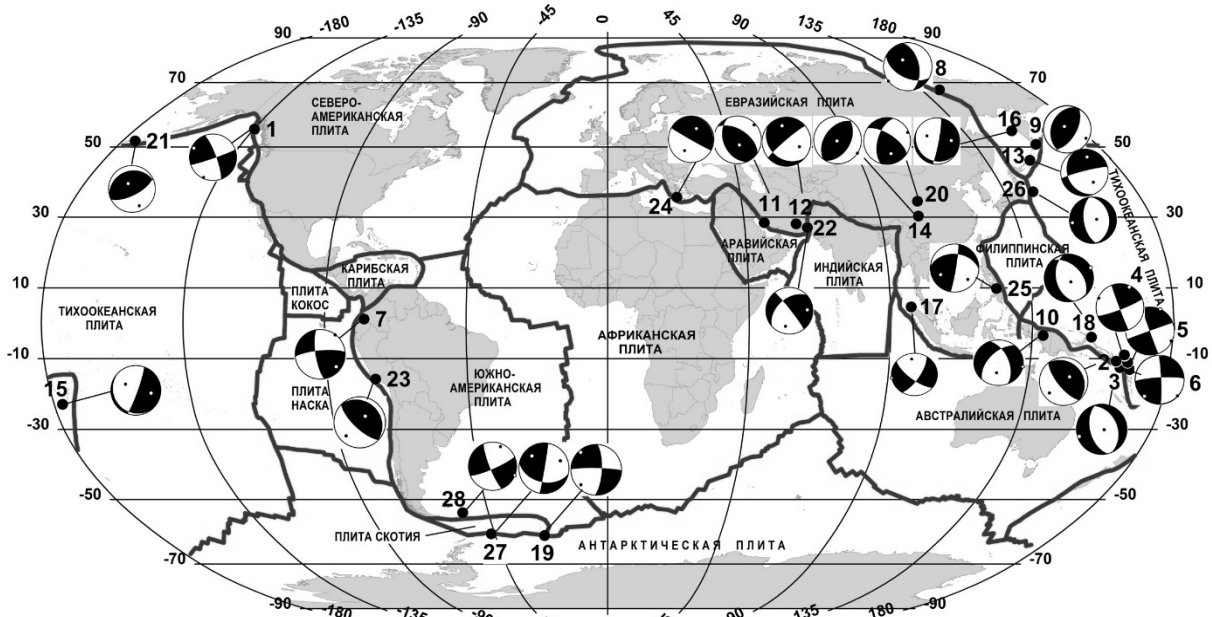 -180 -135 -90 -45 0 45 90 135 180
90 90
70 70
50 50
30 30
10 10
-10 -10
-30 -30
-50 -50
-70 -70
-90 -90
-180 -135 -90 -45 0 45 90 135 180
СЕВЕРО-
АМЕРИКАНСКАЯ
ПЛИТА
ЕВРАЗИЙСКАЯ ПЛИТА
ТИХООКЕАНСКАЯ ПЛИТА
КАРИБСКАЯ
ПЛИТА
ПЛИТА
КОКОС
ТИХООКЕАНСКАЯ
ПЛИТА
АРАВИЙСКАЯ
ПЛИТА
ИНДИЙСКАЯ
ПЛИТА
ФИЛИППИНСКАЯ
ПЛИТА
АФРИКАНСКАЯ
ПЛИТА
ПЛИТА
НАСКА
ЮЖНО-
АМЕРИКАНСКАЯ
ПЛИТА
АВСТРАЛИЙСКАЯ ПЛИТА
ПЛИТА СКОТИЯ
АНТАРКТИЧЕСКАЯ ПЛИТА
21
1
8
16
9
13
26
20
14
24
11
12
22
25
17
10
18
4
5
2
3
6
7
23
15
28
27
19